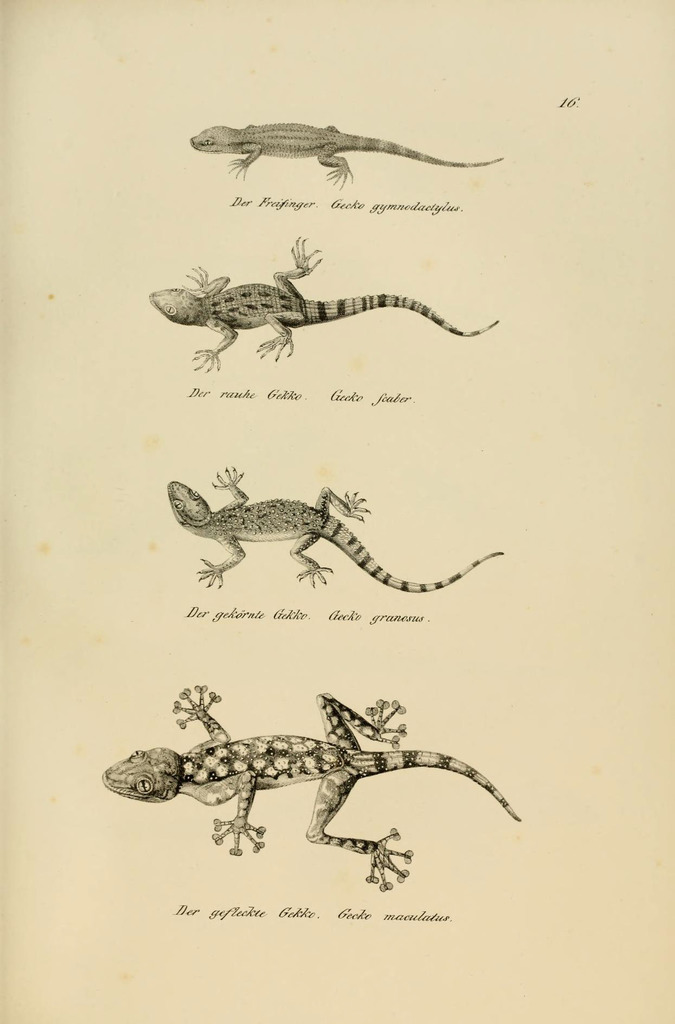 16.
Der Freifinger. Gecko gymnodactylus.
Der rauhe Gekko. Gecko scaber.
Der gekörnte Gekko. Gecko granosus.
Der gefleckte Gekko. Gecko maculatus.